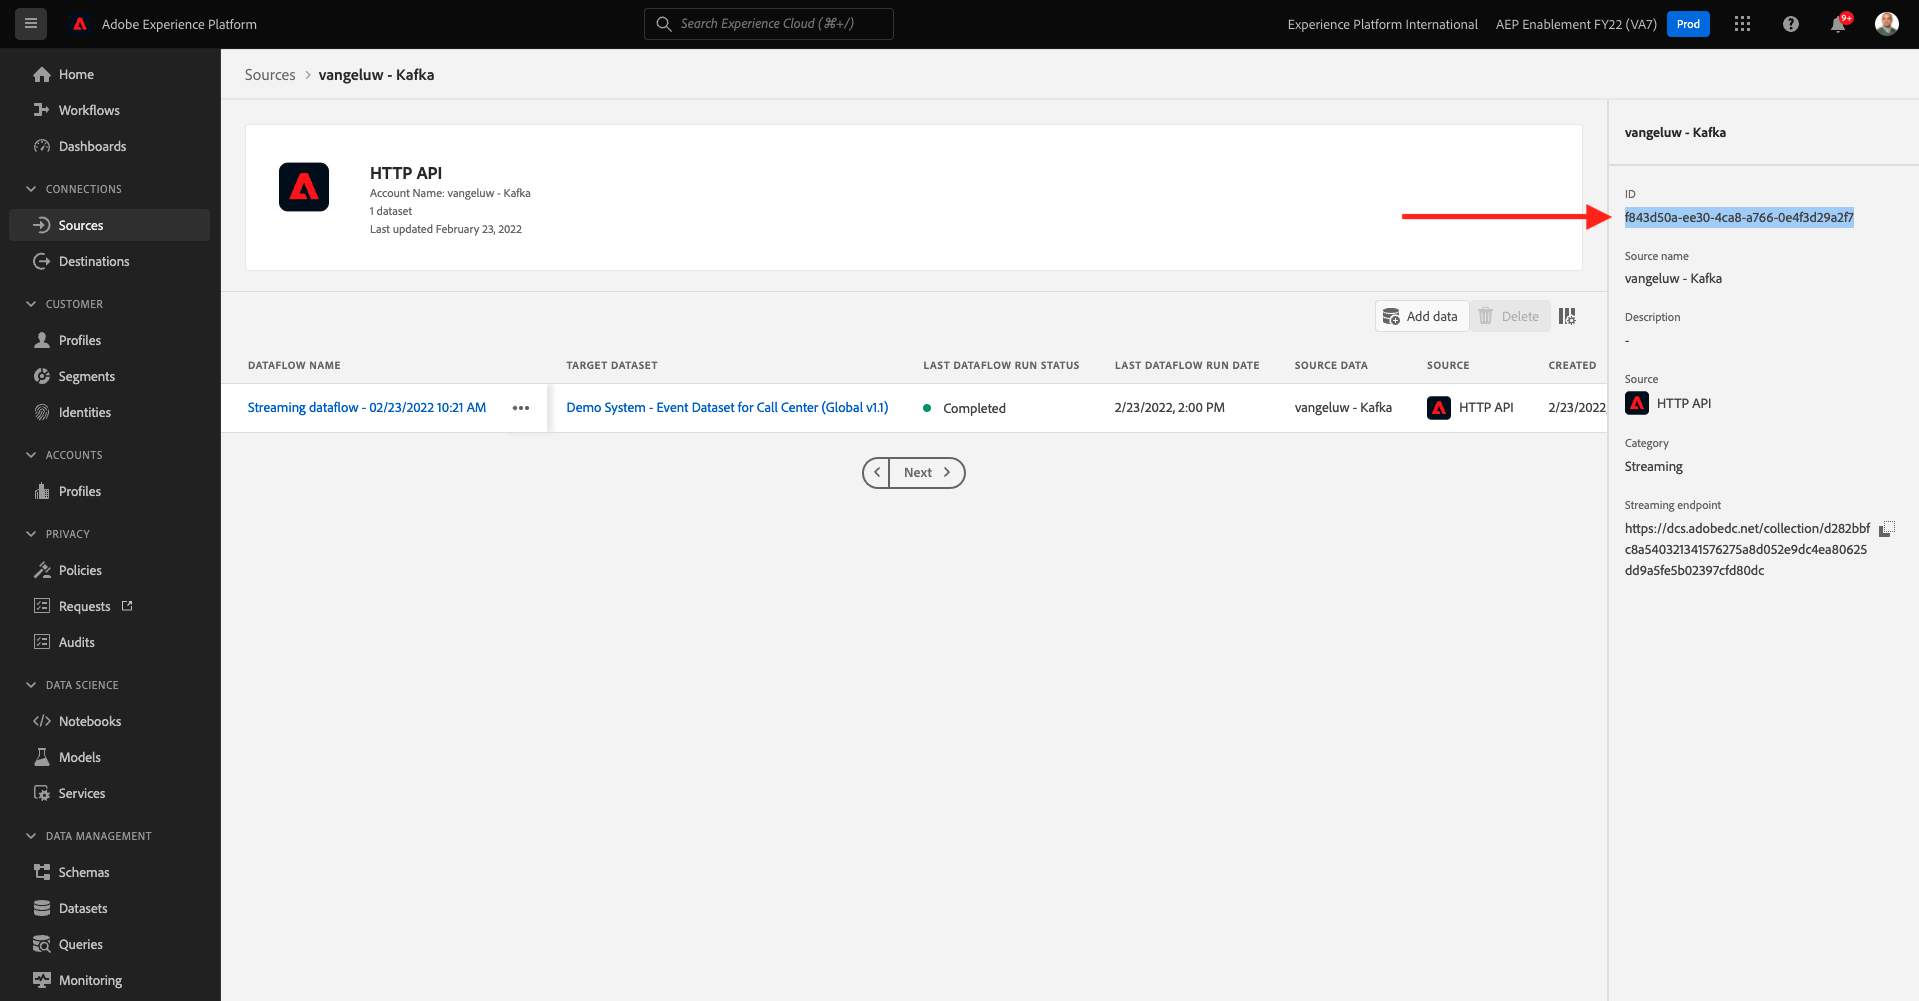 Adobe Experience Platform
Search Experience Cloud (⌘+/)
Experience Platform International
AEP Enablement FY22 (VA7)
Prod
9+
Home
Workflows
Dashboards
CONNECTIONS
Sources
Destinations
CUSTOMER
Profiles
Segments
Identities
ACCOUNTS
Profiles
PRIVACY
Policies
Requests
Audits
DATA SCIENCE
Notebooks
Models
Services
DATA MANAGEMENT
Schemas
Datasets
Queries
Monitoring
Sources > vangeluw - Kafka
HTTP API
Account Name: vangeluw - Kafka
1 dataset
Last updated February 23, 2022
Add data
Delete
DATAFLOW NAME TARGET DATASET LAST DATAFLOW RUN STATUS LAST DATAFLOW RUN DATE SOURCE DATA SOURCE CREATED
Streaming dataflow - 02/23/2022 10:21 AM ••• Demo System - Event Dataset for Call Center (Global v1.1) Completed 2/23/2022, 2:00 PM vangeluw - Kafka HTTP API 2/23/2022,
< Next >
vangeluw - Kafka
ID
f843d50a-ee30-4ca8-a766-0e4f3d29a2f7
Source name
vangeluw - Kafka
Description
-
Source
HTTP API
Category
Streaming
Streaming endpoint
https://dcs.adobedc.net/collection/d282bbf
c8a540321341576275a8d052e9dc4ea80625
dd9a5fe5b02397cfd80dc